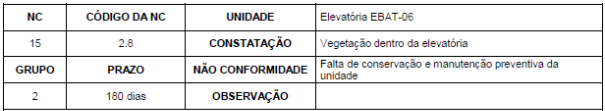 NC CÓDIGO DA NC UNIDADE Elevatória EBAT-06
15 2.8 CONSTATAÇÃO Vegetação dentro da elevatória
GRUPO PRAZO NÃO CONFORMIDADE Falta de conservação e manutenção preventiva da
unidade
2 180 dias OBSERVAÇÃO